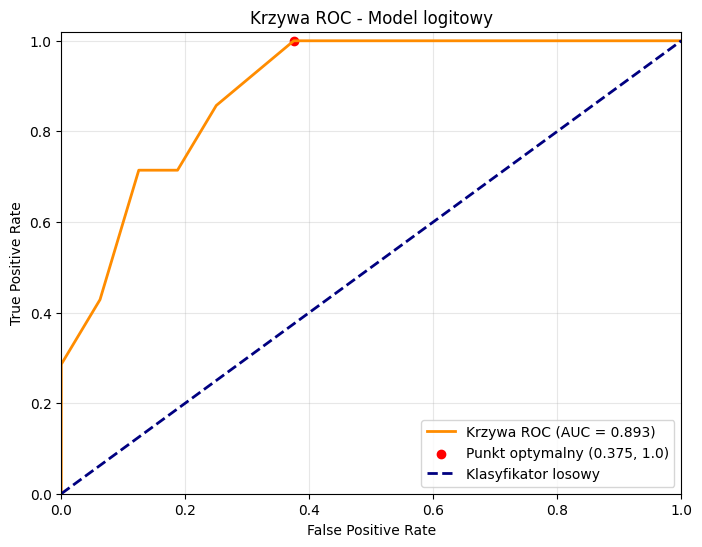 Krzywa ROC - Model logitowy
True Positive Rate
1.0
0.8
0.6
0.4
0.2
0.0
0.0 0.2 0.4 0.6 0.8 1.0
False Positive Rate
Krzywa ROC (AUC = 0.893)
Punkt optymalny (0.375, 1.0)
Klasyfikator losowy